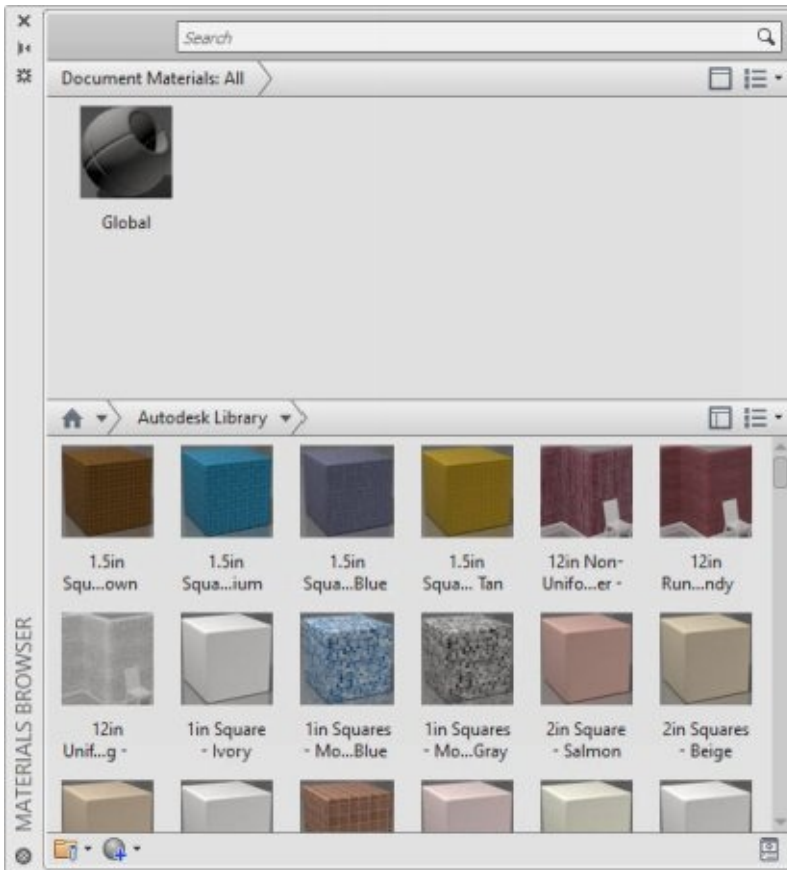 Search
Document Materials: All
Global
Autodesk Library
1.5in
Squ...own
1.5in
Squa...ium
1.5in
Squa...Blue
1.5in
Squa... Tan
12in Non-
Unifo...er -
12in
Run...ndy
12in
Unif...g -
1in Square
- Ivory
1in Squares
- Mo...Blue
1in Squares
- Mo...Gray
2in Square
- Salmon
2in Squares
- Beige
MATERIALS BROWSER